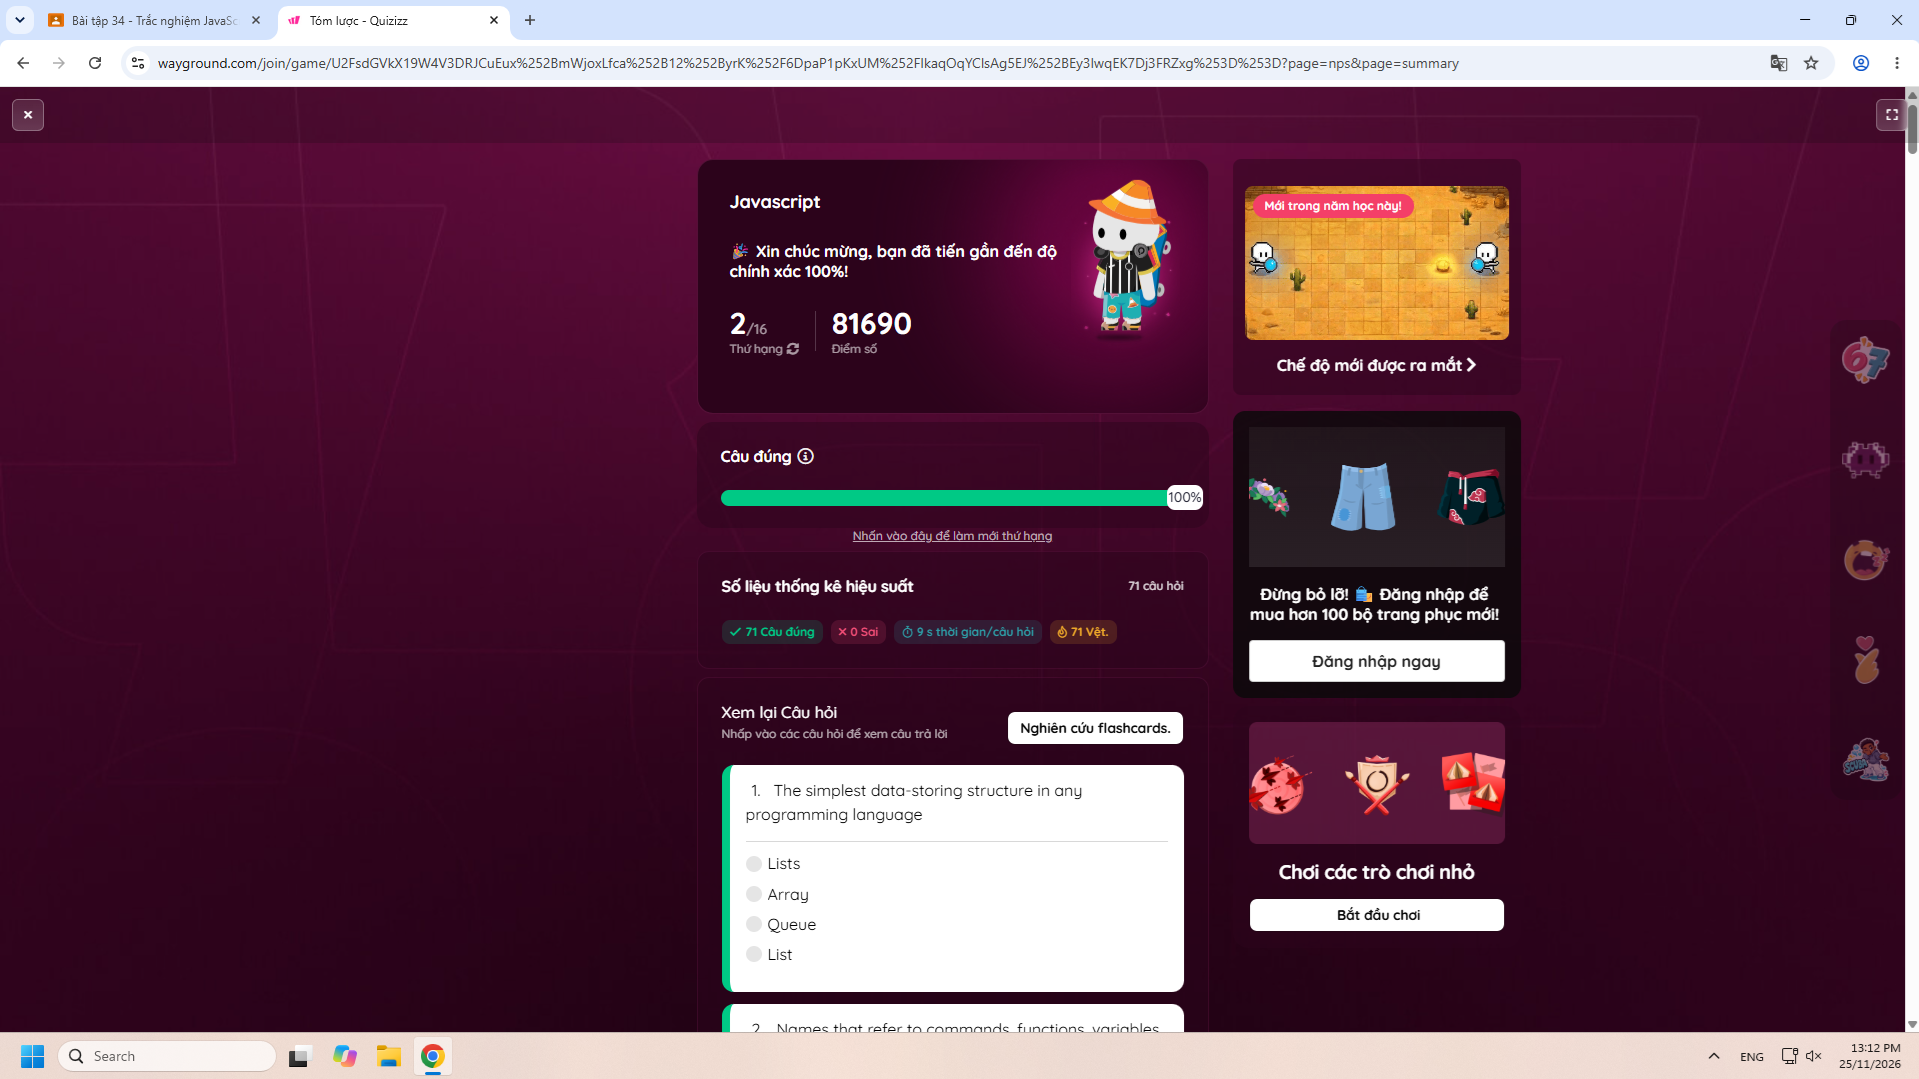 Bài tập 34 - Trắc nghiệm JavaSc
Tóm lược - Quizizz
wayground.com/join/game/U2FsdGVkX19W4V3DRJCuEux%252BmWjoxLfca%252B12%252ByrK%252F6DpaP1pKxUM%252FIkaqOqYClsAg5EJ%252BEy3lwqEK7Dj3FRZxg%253D%253D?page=nps&page=summary
Javascript
🎉 Xin chúc mừng, bạn đã tiến gần đến độ
chính xác 100%!
2/16
81690
Thứ hạng
Điểm số
Câu đúng
100%
Nhấn vào đây để làm mới thứ hạng
Số liệu thống kê hiệu suất
71 câu hỏi
71 Câu đúng
0 Sai
9 s thời gian/câu hỏi
71 Vệt.
Xem lại Câu hỏi
Nhấp vào các câu hỏi để xem câu trả lời
Nghiên cứu flashcards.
1. The simplest data-storing structure in any
programming language
Lists
Array
Queue
List
2. Names that refer to commands, functions, variables
Mới trong năm học này!
Chế độ mới được ra mắt
Đừng bỏ lỡ! 🛍️ Đăng nhập để
mua hơn 100 bộ trang phục mới!
Đăng nhập ngay
Chơi các trò chơi nhỏ
Bắt đầu chơi
67
SCUBA
Search
ENG
13:12 PM
25/11/2026